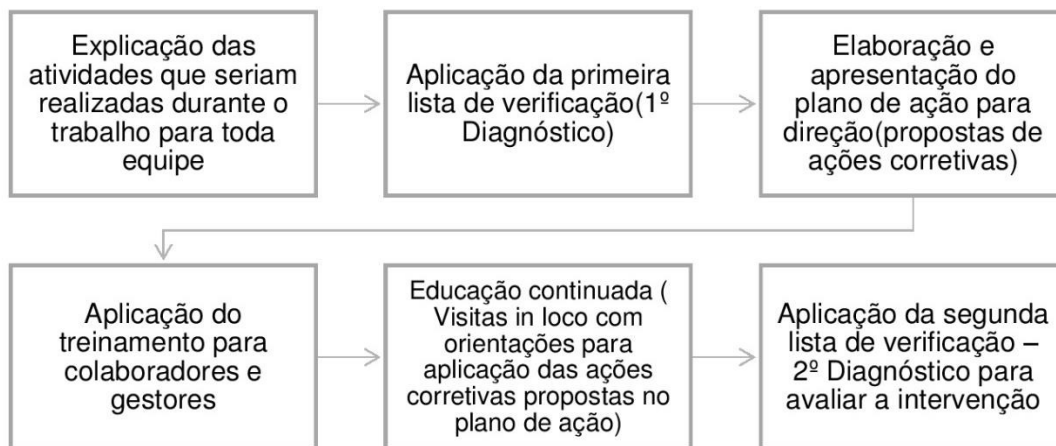 Explicação das
atividades que seriam
realizadas durante o
trabalho para toda
equipe
Aplicação da primeira
lista de verificação(1º
Diagnóstico)
Elaboração e
apresentação do
plano de ação para
direção(propostas de
ações corretivas)
Aplicação do
treinamento para
colaboradores e
gestores
Educação continuada (
Visitas in loco com
orientações para
aplicação das ações
corretivas propostas no
plano de ação)
Aplicação da segunda
lista de verificação –
2º Diagnóstico para
avaliar a intervenção